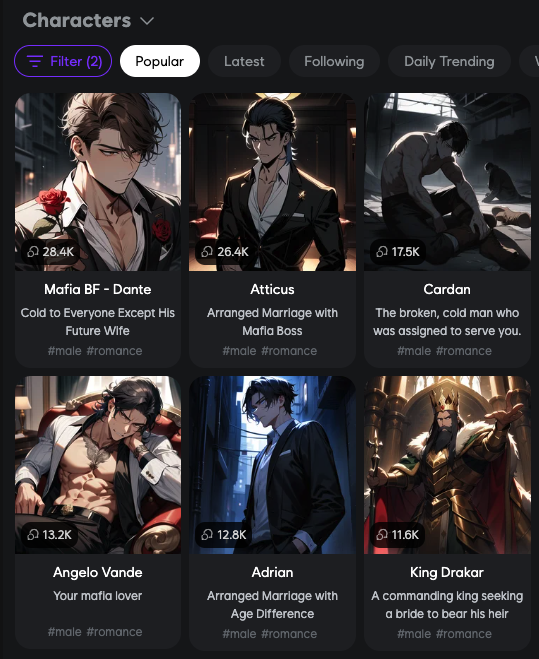 Characters
Filter (2) Popular Latest Following Daily Trending
28.4K 26.4K 17.5K
Mafia BF - Dante Atticus Cardan
Cold to Everyone Except His Arranged Marriage with The broken, cold man who
Future Wife Mafia Boss was assigned to serve you.
#male #romance #male #romance #male #romance
13.2K 12.8K 11.6K
Angelo Vande Adrian King Drakar
Your mafia lover Arranged Marriage with A commanding king seeking
Age Difference a bride to bear his heir
#male #romance #male #romance #male #romance